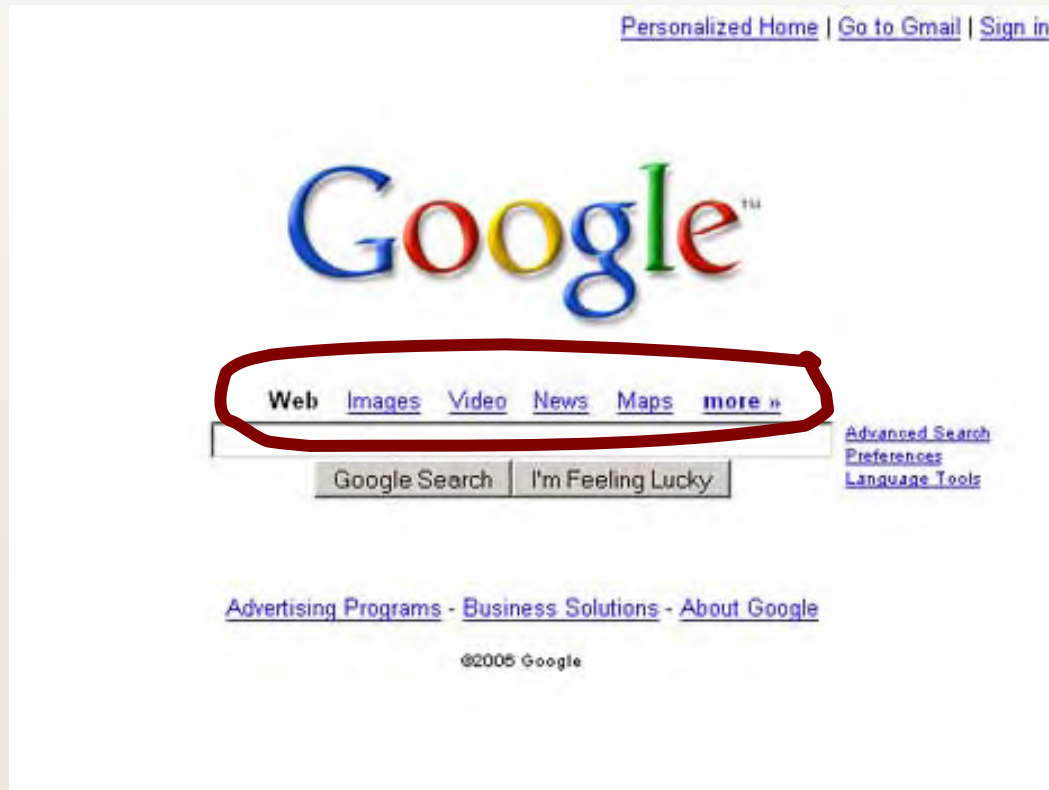 Personalized Home | Go to Gmail | Sign in
Google™
Web Images Video News Maps more »
Advanced Search
Preferences
Language Tools
Google Search I'm Feeling Lucky
Advertising Programs - Business Solutions - About Google
Google